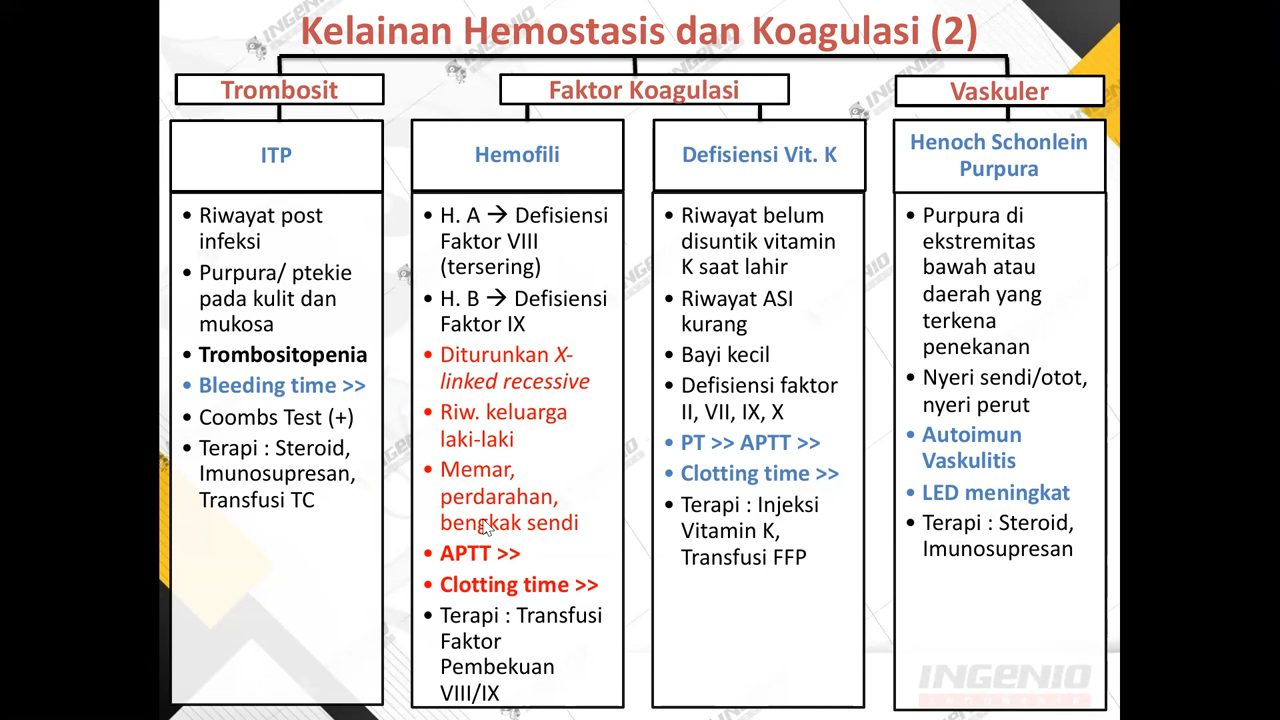 Kelainan Hemostasis dan Koagulasi (2)
Trombosit
Faktor Koagulasi
Vaskuler
ITP
• Riwayat post
infeksi
• Purpura/ ptekie
pada kulit dan
mukosa
• Trombositopenia
• Bleeding time >>
• Coombs Test (+)
• Terapi : Steroid,
Imunosupresan,
Transfusi TC
Hemofili
• H. A → Defisiensi
Faktor VIII
(tersering)
• H. B → Defisiensi
Faktor IX
• Diturunkan X-
linked recessive
• Riw. keluarga
laki-laki
• Memar,
perdarahan,
bengkak sendi
• APTT >>
• Clotting time >>
• Terapi : Transfusi
Faktor
Pembekuan
VIII/IX
Defisiensi Vit. K
• Riwayat belum
disuntik vitamin
K saat lahir
• Riwayat ASI
kurang
• Bayi kecil
• Defisiensi faktor
II, VII, IX, X
• PT >> APTT >>
• Clotting time >>
• Terapi : Injeksi
Vitamin K,
Transfusi FFP
Henoch Schonlein
Purpura
• Purpura di
ekstremitas
bawah atau
daerah yang
terkena
penekanan
• Nyeri sendi/otot,
nyeri perut
• Autoimun
Vaskulitis
• LED meningkat
• Terapi : Steroid,
Imunosupresan
INGENIO